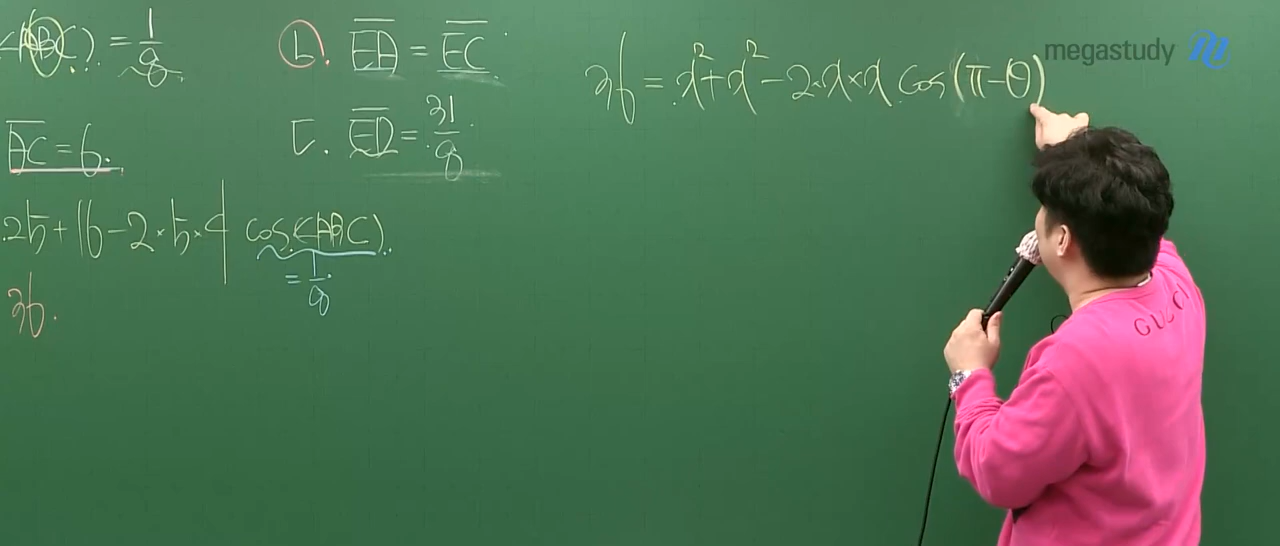 <ABC). = 1/8
AC = 6.
25 + 16 - 2 × 5 × 4 cos(<ABC).
= 1/8
36.
ㄴ. EA = EC.
ㄷ. ED = 31/8
36 = x² + x² - 2·x × x cos(π-θ)
megastudy
GUCCI